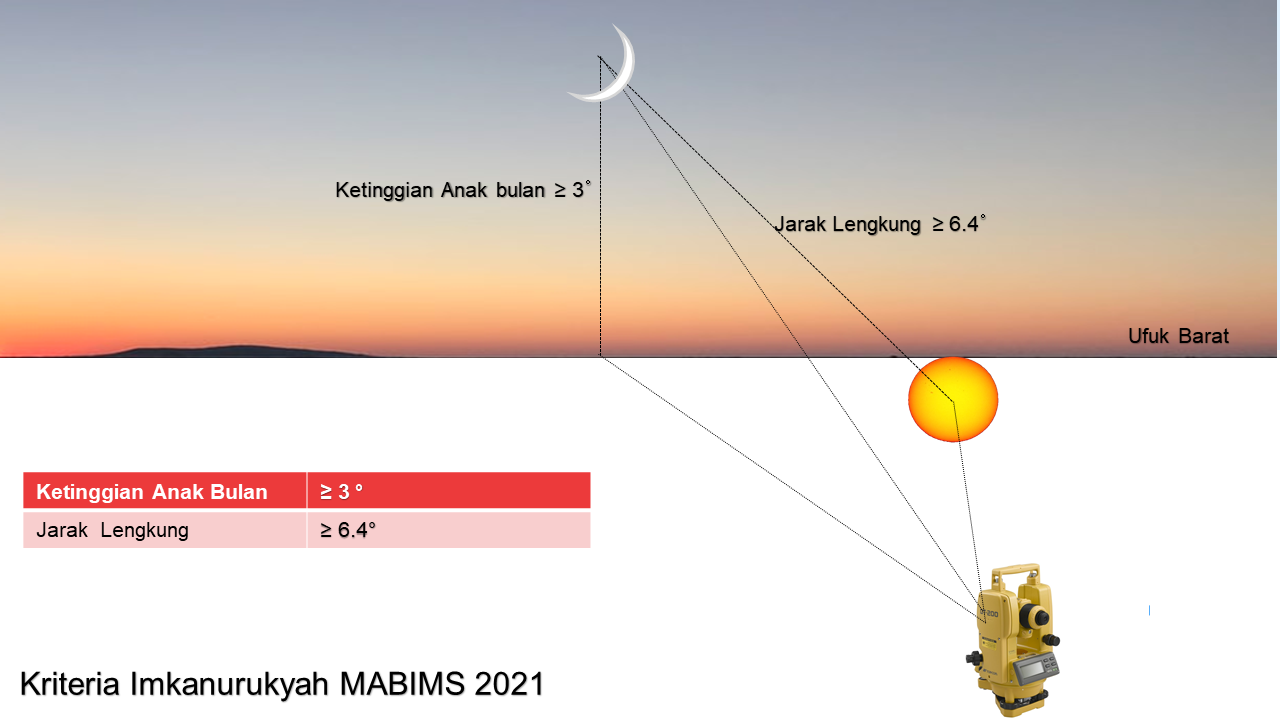 Ketinggian Anak bulan ≥ 3°
Jarak Lengkung ≥ 6.4°
Ufuk Barat
Ketinggian Anak Bulan ≥ 3 °
Jarak Lengkung ≥ 6.4°
Kriteria Imkanurukyah MABIMS 2021